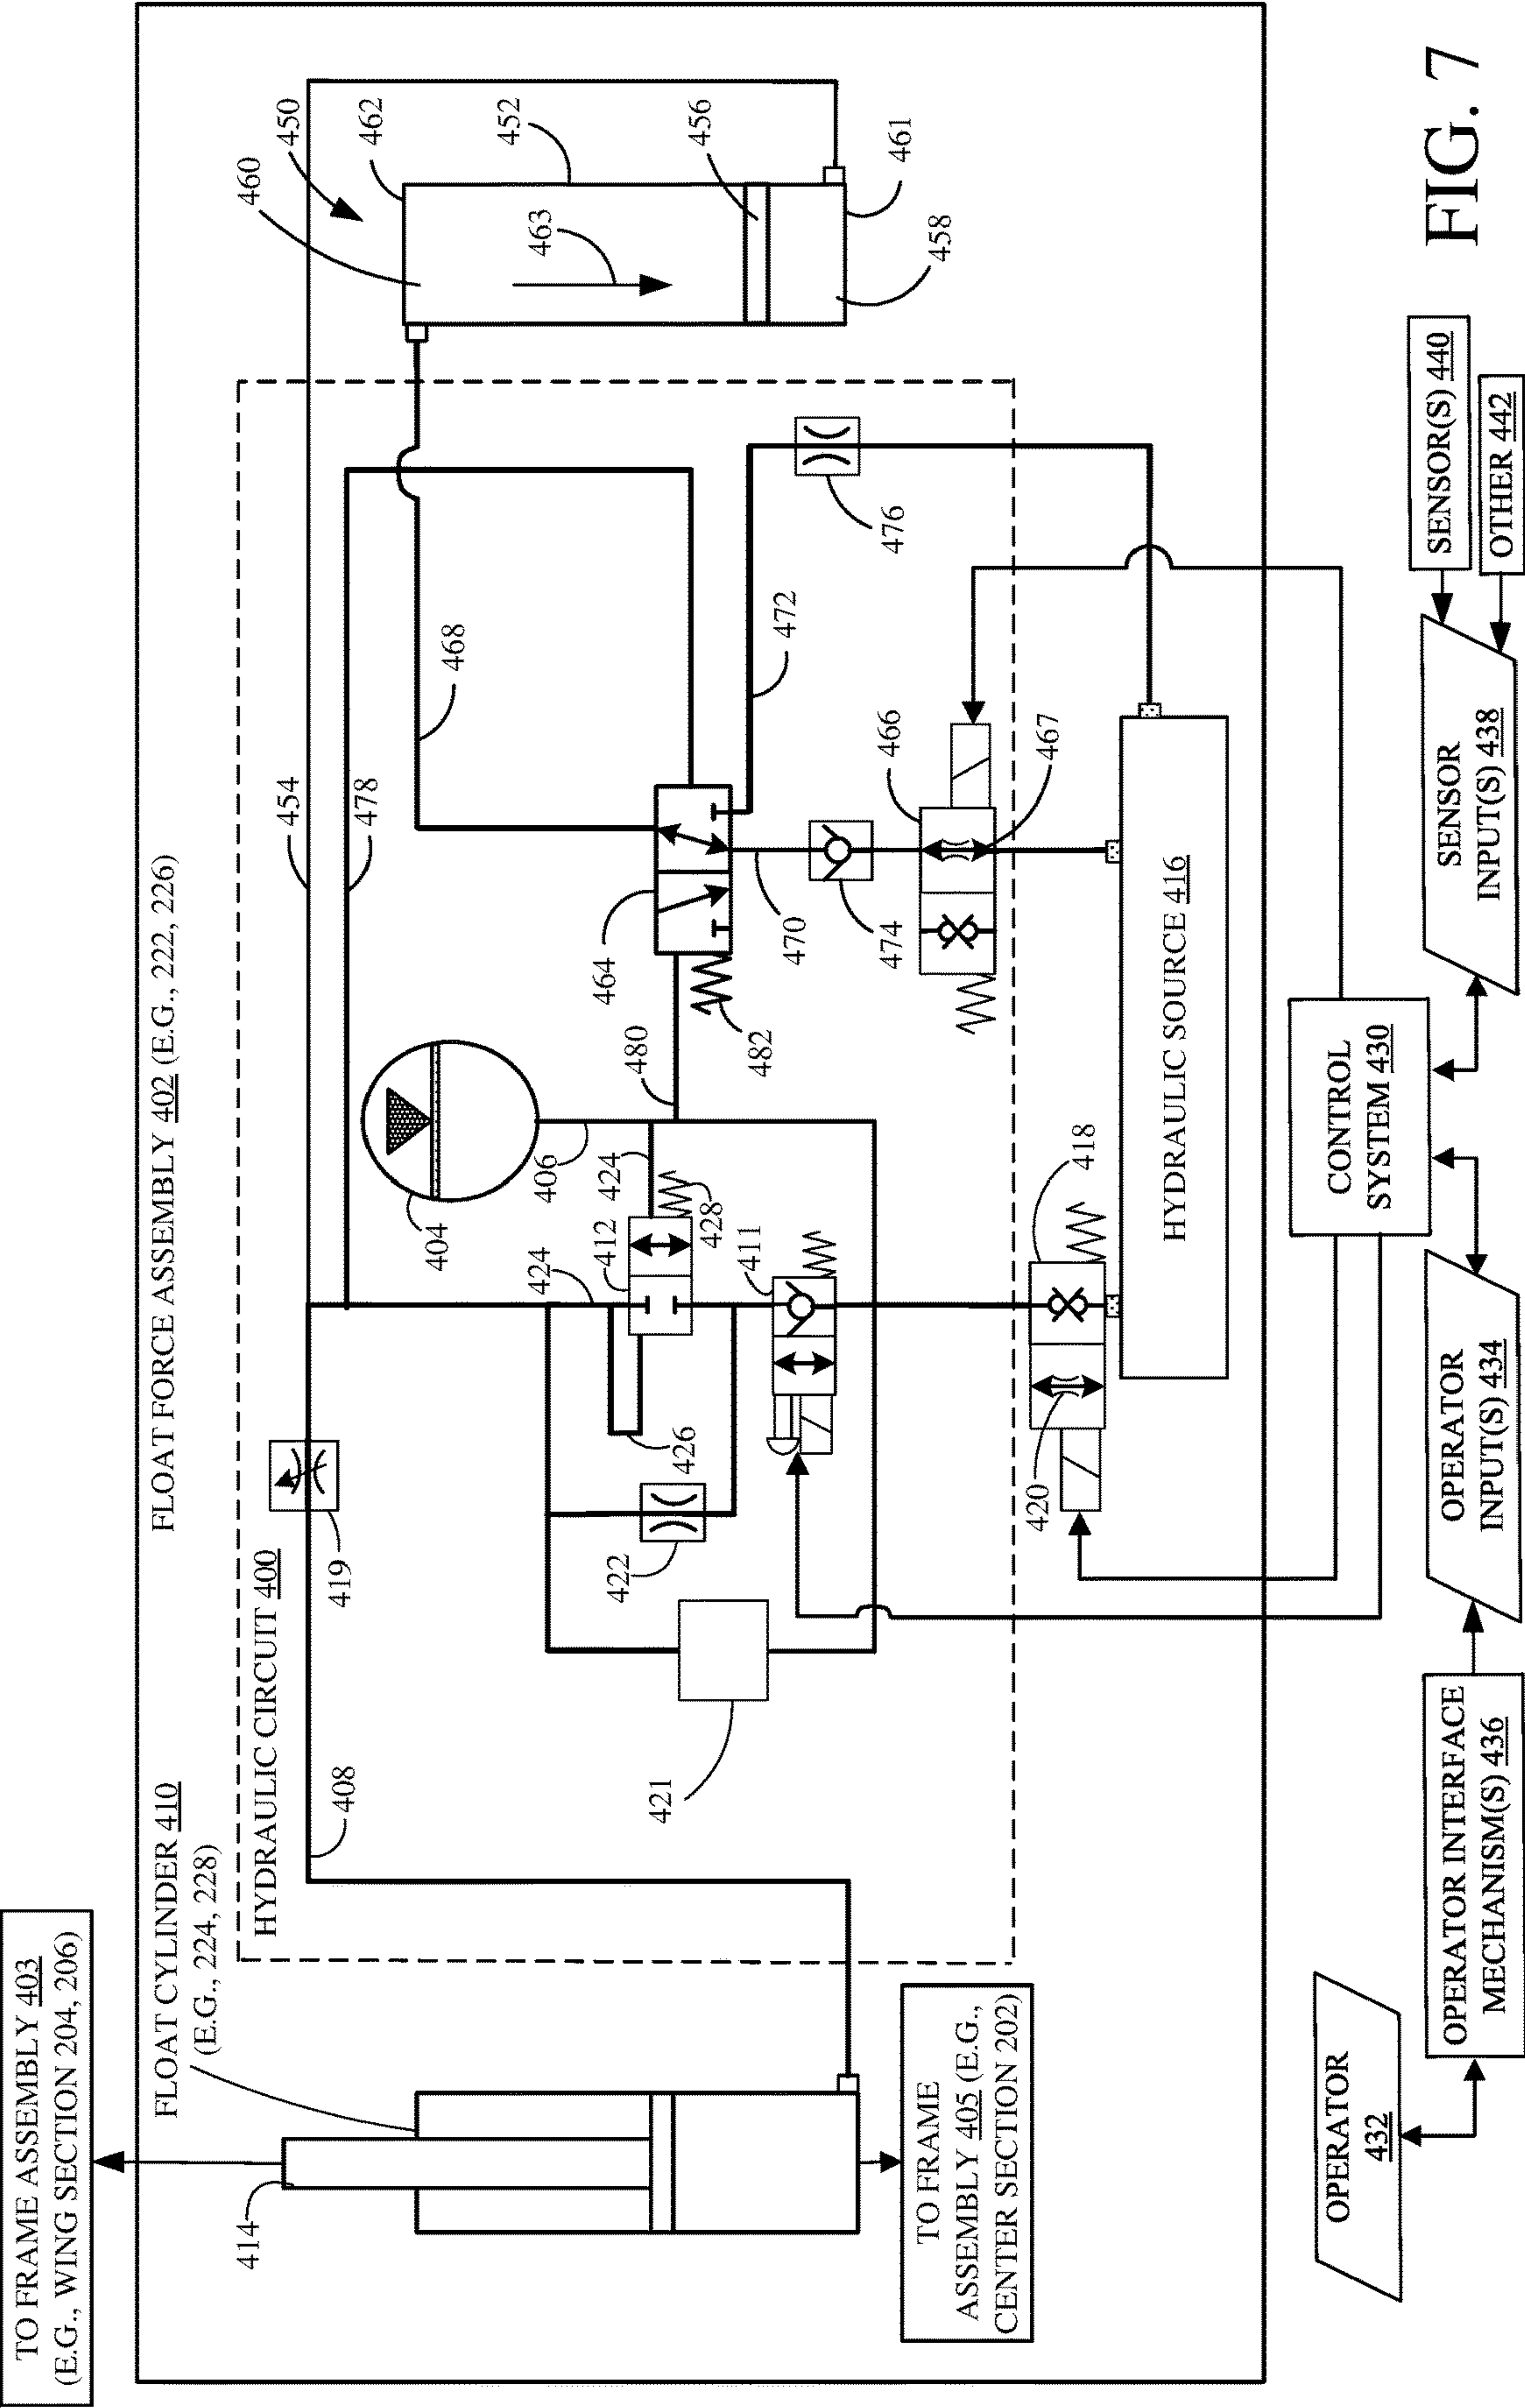 TO FRAME ASSEMBLY 403
(E.G., WING SECTION 204, 206)
FLOAT FORCE ASSEMBLY 402 (E.G., 222, 226)
FLOAT CYLINDER 410
(E.G., 224, 228)
414
408
HYDRAULIC CIRCUIT 400
419
454
478
450
462
460
463
452
456
461
458
468
404
406
424
424
412
428
426
422
421
411
480
482
464
470
472
474
476
466
467
418
420
HYDRAULIC SOURCE 416
TO FRAME
ASSEMBLY 405 (E.G.,
CENTER SECTION 202)
OPERATOR
432
OPERATOR INTERFACE
MECHANISM(S) 436
OPERATOR
INPUT(S) 434
CONTROL
SYSTEM 430
SENSOR
INPUT(S) 438
SENSOR(S) 440
OTHER 442
FIG. 7